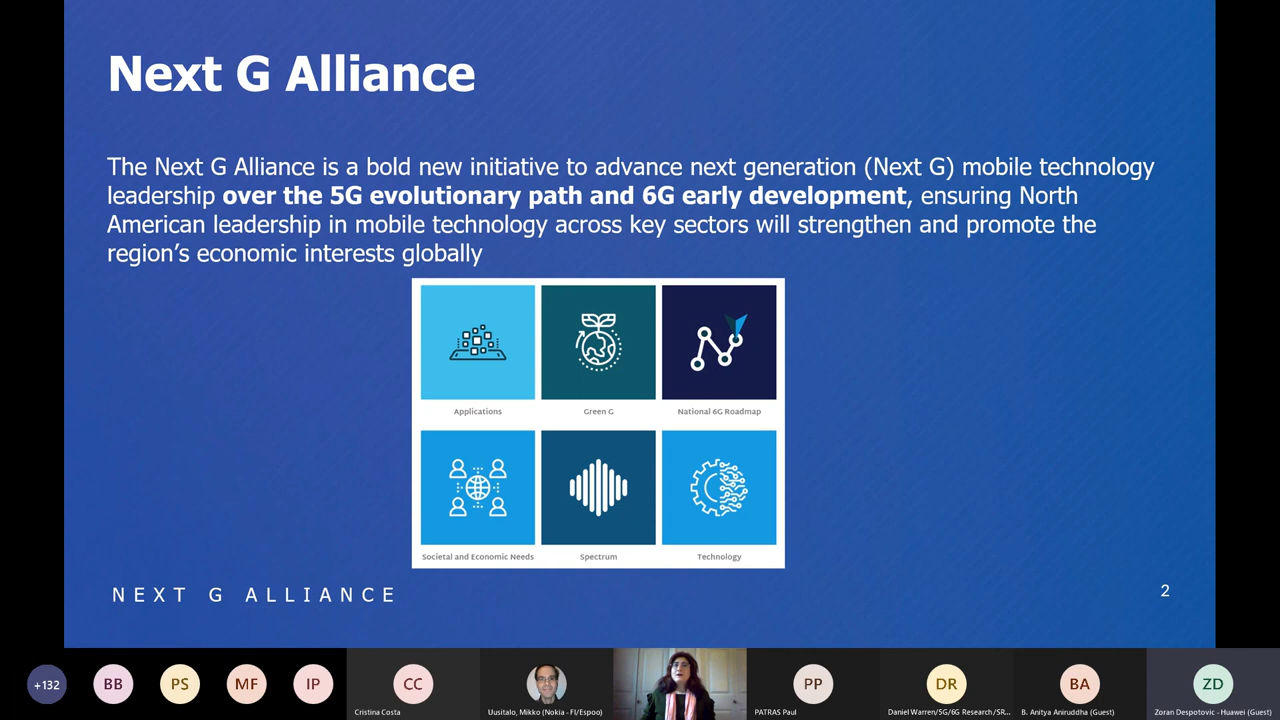 Next G Alliance
The Next G Alliance is a bold new initiative to advance next generation (Next G) mobile technology
leadership over the 5G evolutionary path and 6G early development, ensuring North
American leadership in mobile technology across key sectors will strengthen and promote the
region’s economic interests globally
Applications
Green G
National 6G Roadmap
Societal and Economic Needs
Spectrum
Technology
NEXT G ALLIANCE
2
+132
BB
PS
MF
IP
CC
PP
DR
BA
ZD
Cristina Costa
Uusitalo, Mikko (Nokia - FI/Espoo)
PATRAS Paul
Daniel Warren/5G/6G Research/SR...
B. Anitya Aniruddha (Guest)
Zoran Despotovic - Huawei (Guest)